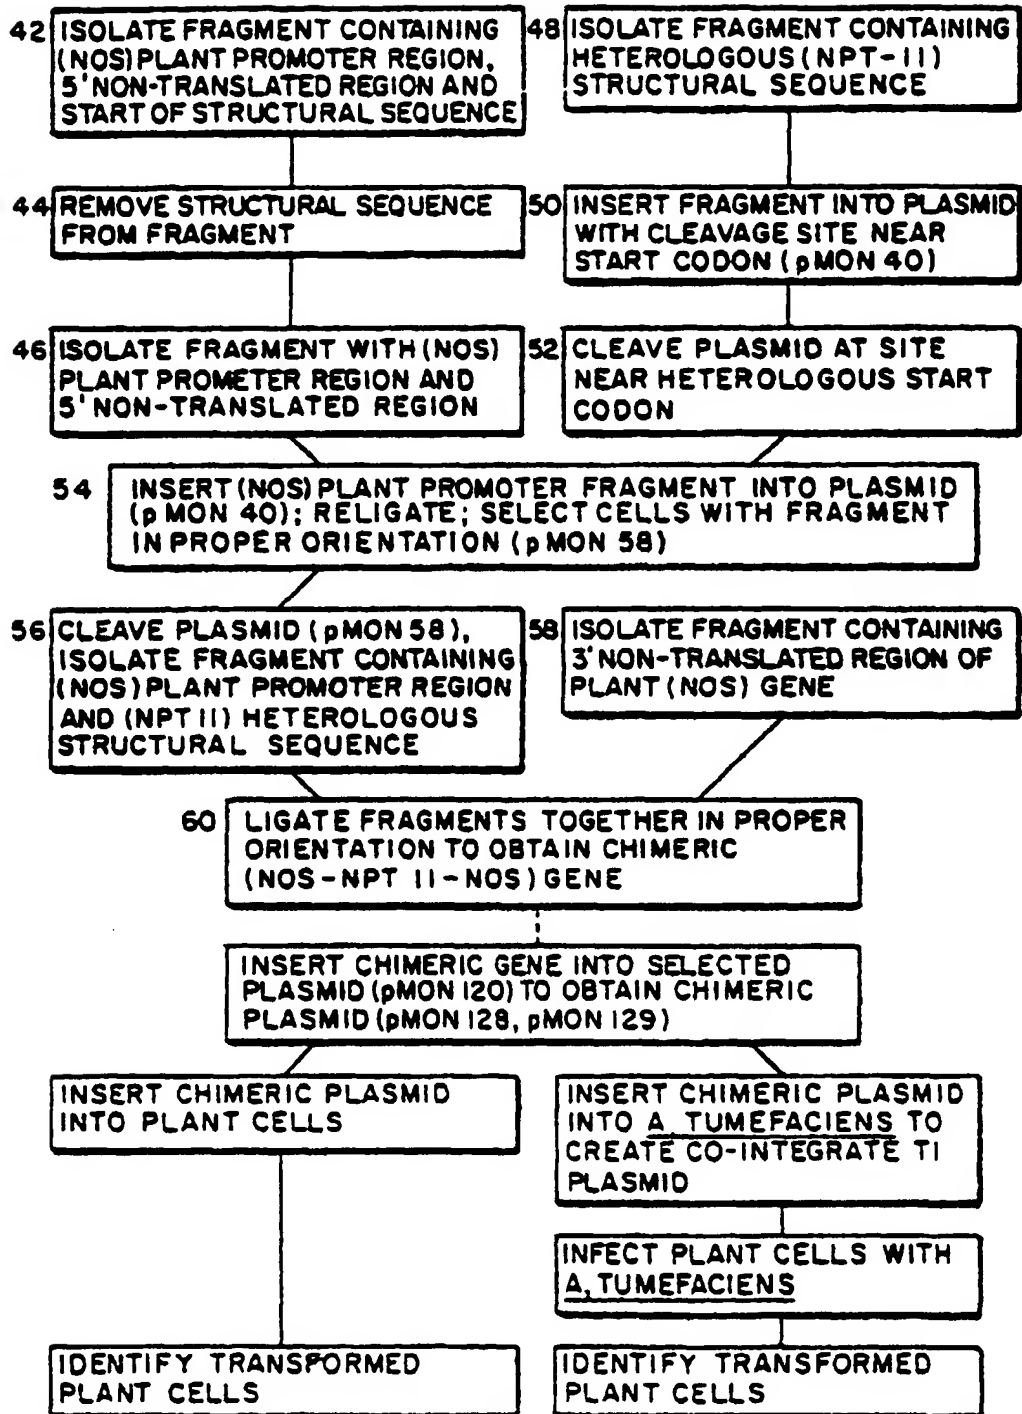 42 ISOLATE FRAGMENT CONTAINING
(NOS) PLANT PROMOTER REGION,
5' NON-TRANSLATED REGION AND
START OF STRUCTURAL SEQUENCE
48 ISOLATE FRAGMENT CONTAINING
HETEROLOGOUS (NPT-II)
STRUCTURAL SEQUENCE
44 REMOVE STRUCTURAL SEQUENCE
FROM FRAGMENT
50 INSERT FRAGMENT INTO PLASMID
WITH CLEAVAGE SITE NEAR
START CODON (pMON 40)
46 ISOLATE FRAGMENT WITH (NOS)
PLANT PROMETER REGION AND
5' NON-TRANSLATED REGION
52 CLEAVE PLASMID AT SITE
NEAR HETEROLOGOUS START
CODON
54 INSERT (NOS) PLANT PROMOTER FRAGMENT INTO PLASMID
(pMON 40); RELIGATE; SELECT CELLS WITH FRAGMENT
IN PROPER ORIENTATION (pMON 58)
56 CLEAVE PLASMID (pMON 58),
ISOLATE FRAGMENT CONTAINING
(NOS) PLANT PROMOTER REGION
AND (NPT II) HETEROLOGOUS
STRUCTURAL SEQUENCE
58 ISOLATE FRAGMENT CONTAINING
3' NON-TRANSLATED REGION OF
PLANT (NOS) GENE
60 LIGATE FRAGMENTS TOGETHER IN PROPER
ORIENTATION TO OBTAIN CHIMERIC
(NOS-NPT II-NOS) GENE
INSERT CHIMERIC GENE INTO SELECTED
PLASMID (pMON 120) TO OBTAIN CHIMERIC
PLASMID (pMON 128, pMON 129)
INSERT CHIMERIC PLASMID
INTO PLANT CELLS
INSERT CHIMERIC PLASMID
INTO A. TUMEFACIENS TO
CREATE CO-INTEGRATE TI
PLASMID
INFECT PLANT CELLS WITH
A. TUMEFACIENS
IDENTIFY TRANSFORMED
PLANT CELLS
IDENTIFY TRANSFORMED
PLANT CELLS